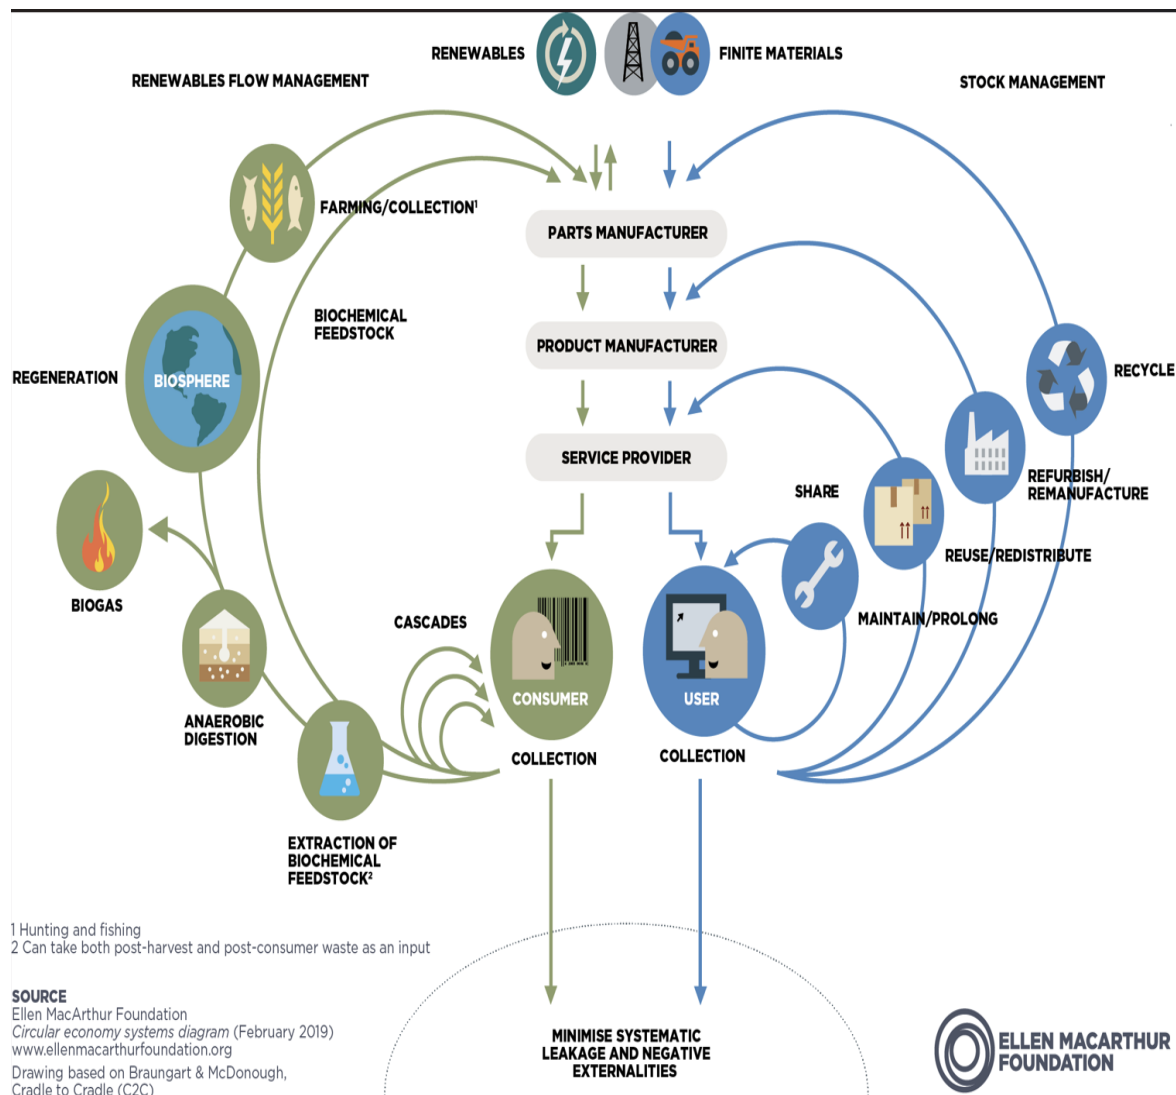 RENEWABLES
FINITE MATERIALS
RENEWABLES FLOW MANAGEMENT
STOCK MANAGEMENT
FARMING/COLLECTION¹
PARTS MANUFACTURER
BIOCHEMICAL
FEEDSTOCK
PRODUCT MANUFACTURER
REGENERATION
BIOSPHERE
RECYCLE
SERVICE PROVIDER
SHARE
REFURBISH/
REMANUFACTURE
REUSE/REDISTRIBUTE
BIOGAS
CASCADES
MAINTAIN/PROLONG
CONSUMER
USER
ANAEROBIC
DIGESTION
COLLECTION
COLLECTION
EXTRACTION OF
BIOCHEMICAL
FEEDSTOCK²
1 Hunting and fishing
2 Can take both post-harvest and post-consumer waste as an input
SOURCE
Ellen MacArthur Foundation
Circular economy systems diagram (February 2019)
www.ellenmacarthurfoundation.org
Drawing based on Braungart & McDonough,
Cradle to Cradle (C2C)
MINIMISE SYSTEMATIC
LEAKAGE AND NEGATIVE
EXTERNALITIES
ELLEN MACARTHUR
FOUNDATION